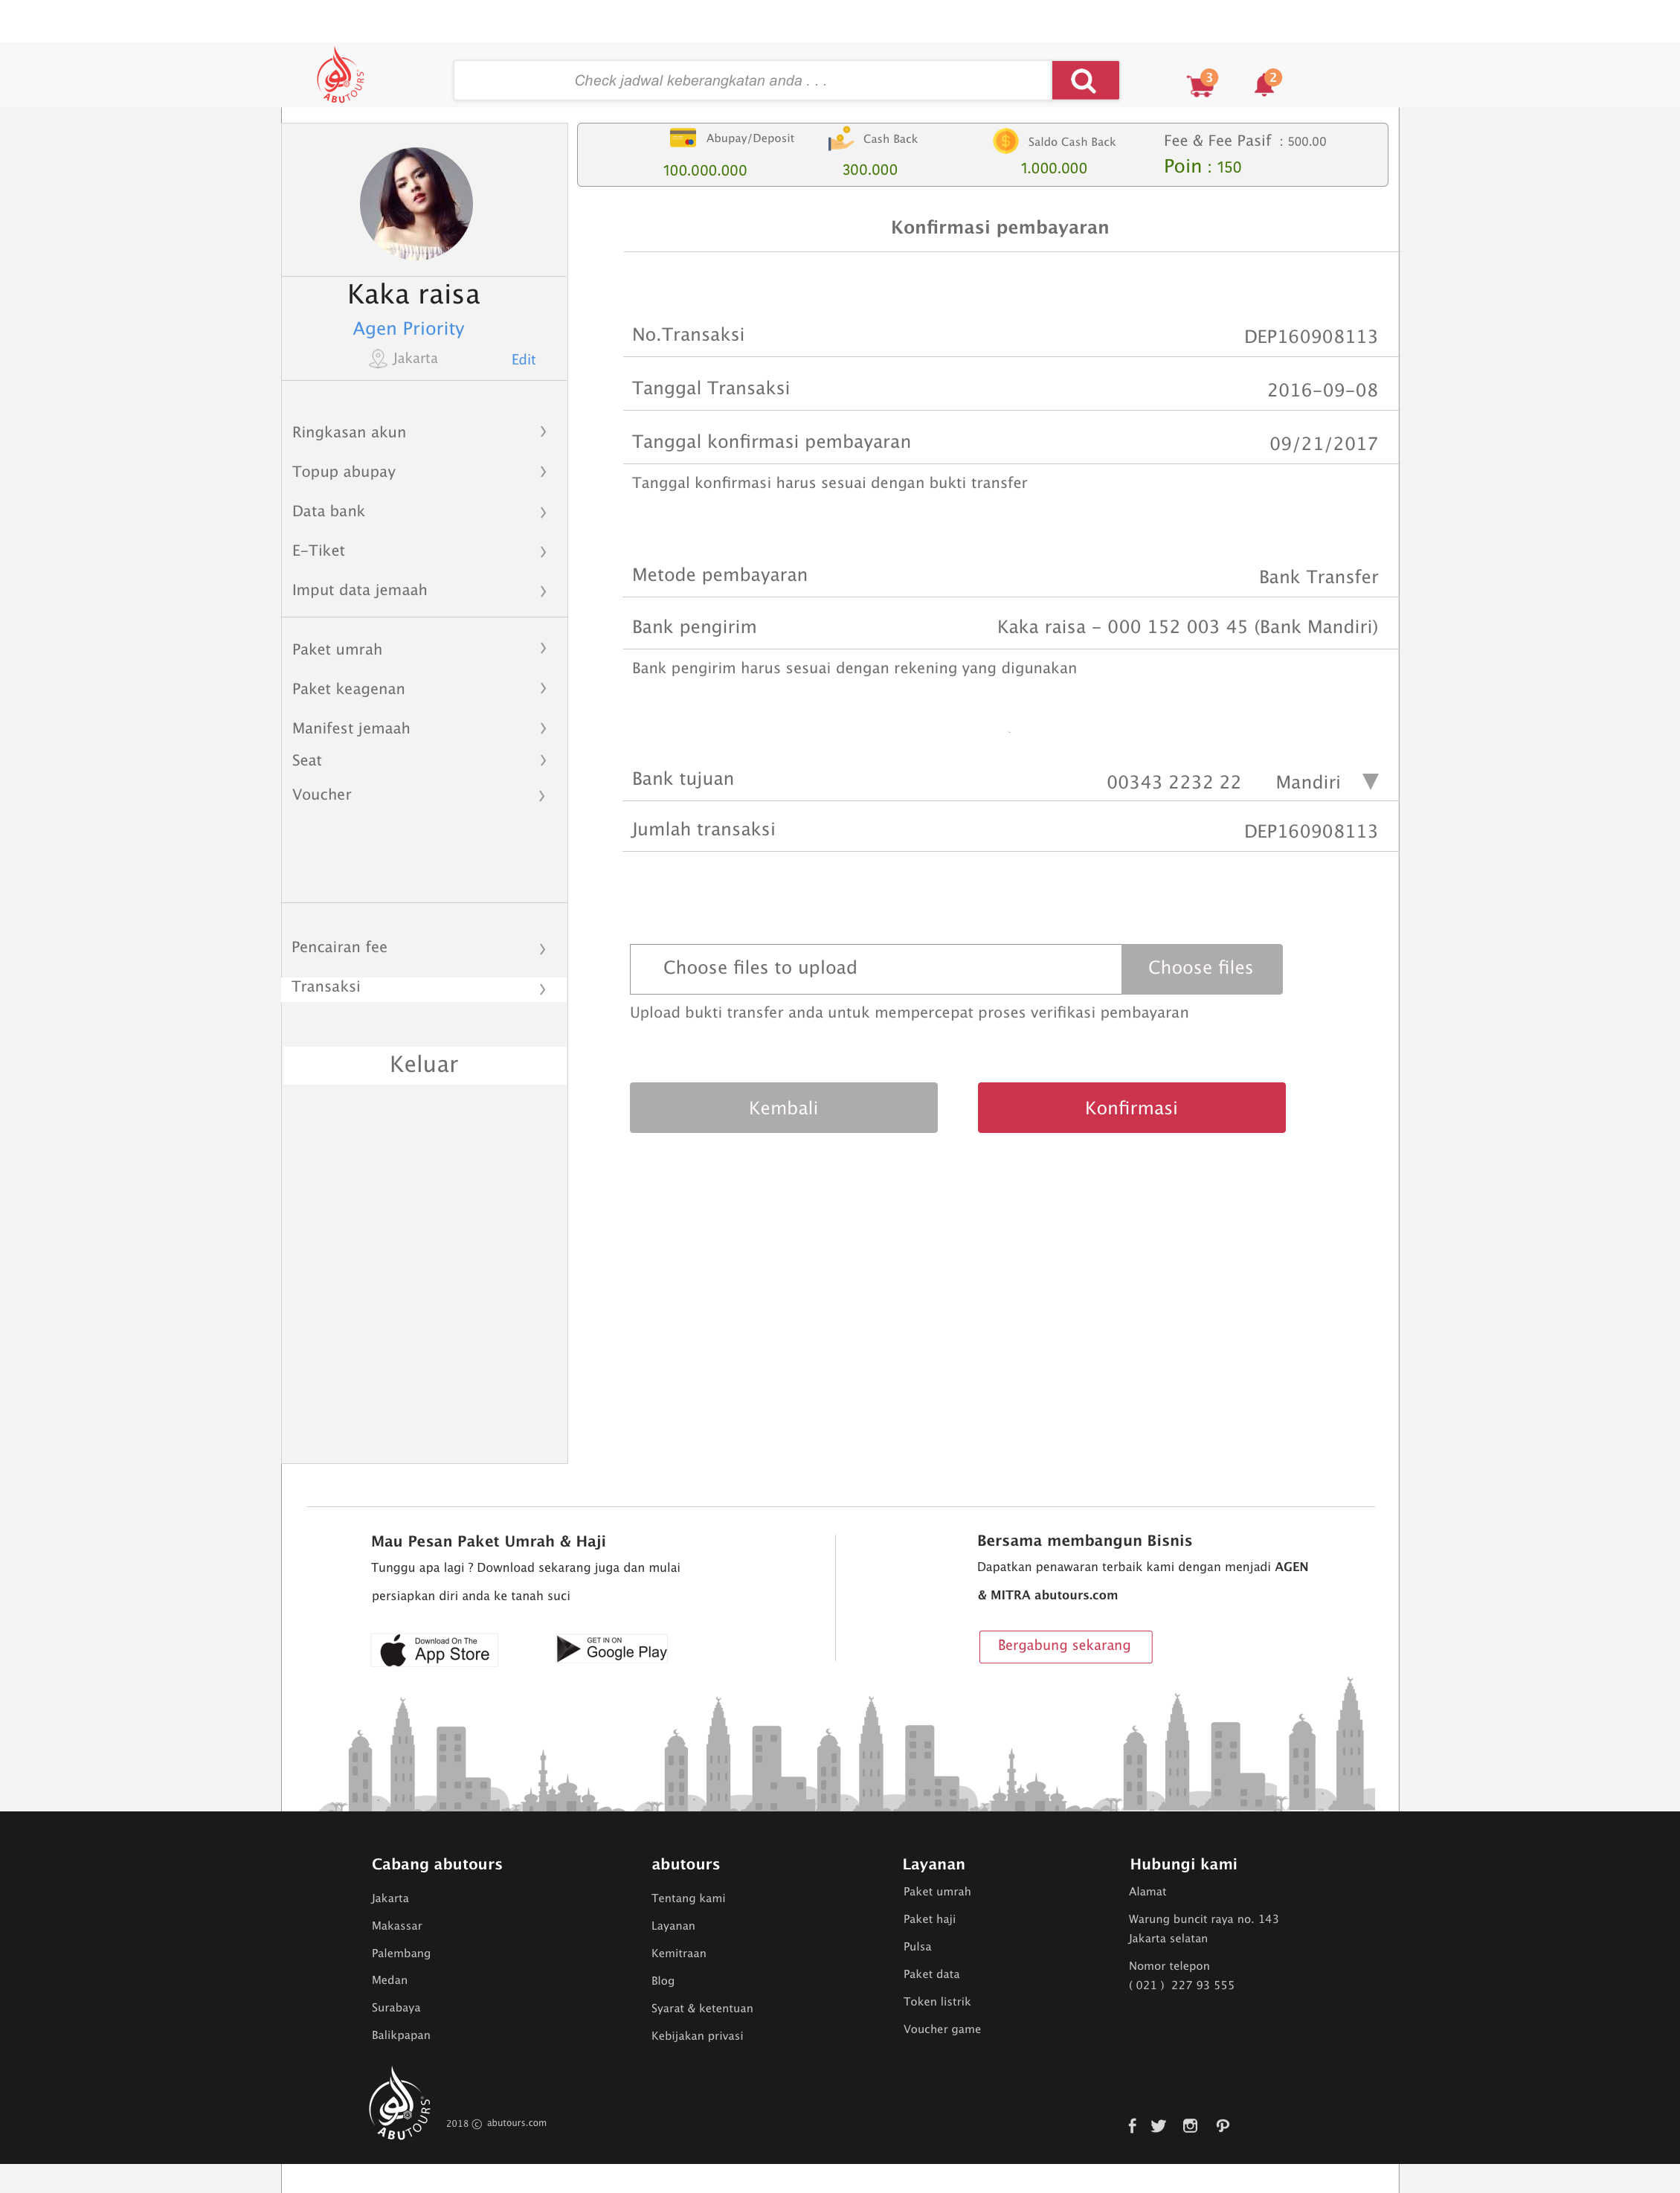 ABUTOURS
Check jadwal keberangkatan anda . . .
3
2
Abupay/Deposit
100.000.000
Cash Back
300.000
Saldo Cash Back
1.000.000
Fee & Fee Pasif : 500.00
Poin : 150
Kaka raisa
Agen Priority
Jakarta
Edit
Ringkasan akun
Topup abupay
Data bank
E-Tiket
Imput data jemaah
Paket umrah
Paket keagenan
Manifest jemaah
Seat
Voucher
Pencairan fee
Transaksi
Keluar
Konfirmasi pembayaran
No.Transaksi DEP160908113
Tanggal Transaksi 2016-09-08
Tanggal konfirmasi pembayaran 09/21/2017
Tanggal konfirmasi harus sesuai dengan bukti transfer
Metode pembayaran Bank Transfer
Bank pengirim Kaka raisa - 000 152 003 45 (Bank Mandiri)
Bank pengirim harus sesuai dengan rekening yang digunakan
Bank tujuan 00343 2232 22 Mandiri
Jumlah transaksi DEP160908113
Choose files to upload Choose files
Upload bukti transfer anda untuk mempercepat proses verifikasi pembayaran
Kembali Konfirmasi
Mau Pesan Paket Umrah & Haji
Tunggu apa lagi ? Download sekarang juga dan mulai
persiapkan diri anda ke tanah suci
Download On The
App Store
GET IN ON
Google Play
Bersama membangun Bisnis
Dapatkan penawaran terbaik kami dengan menjadi AGEN
& MITRA abutours.com
Bergabung sekarang
Cabang abutours
Jakarta
Makassar
Palembang
Medan
Surabaya
Balikpapan
abutours
Tentang kami
Layanan
Kemitraan
Blog
Syarat & ketentuan
Kebijakan privasi
Layanan
Paket umrah
Paket haji
Pulsa
Paket data
Token listrik
Voucher game
Hubungi kami
Alamat
Warung buncit raya no. 143
Jakarta selatan
Nomor telepon
( 021 ) 227 93 555
ABUTOURS
2018 © abutours.com